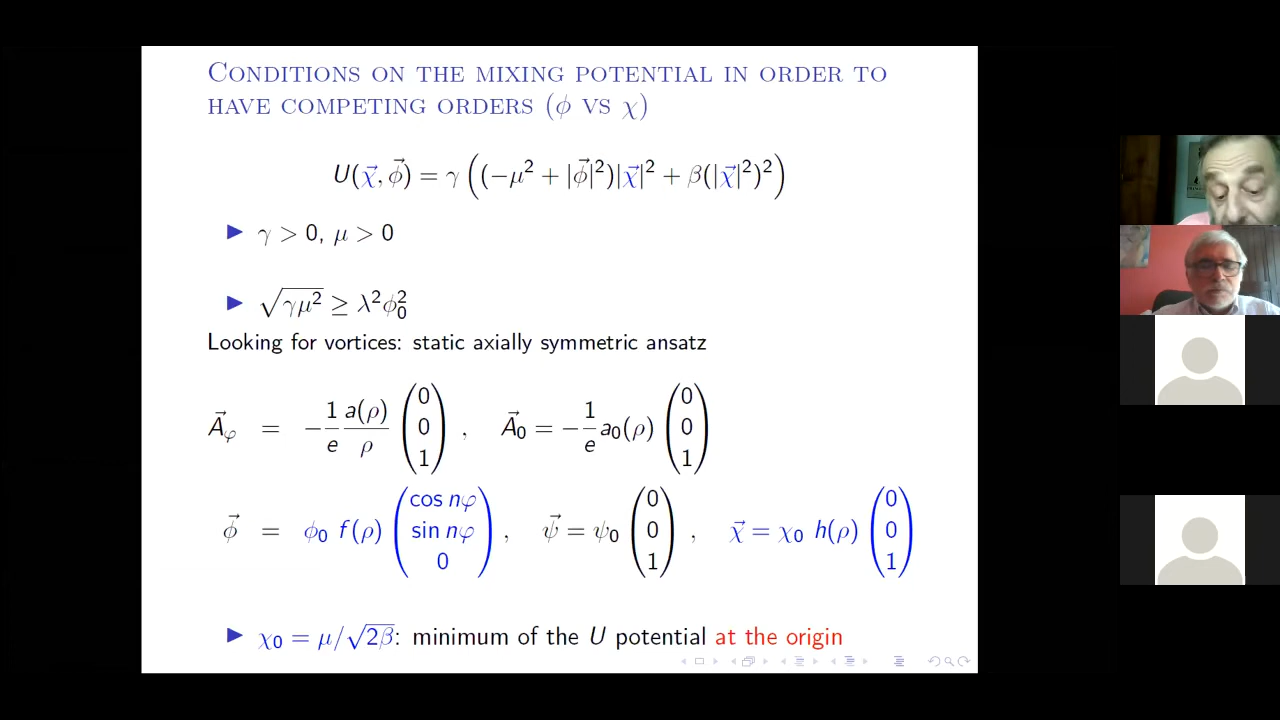 CONDITIONS ON THE MIXING POTENTIAL IN ORDER TO
HAVE COMPETING ORDERS (ϕ VS χ)
U(χ⃗, ϕ⃗) = γ ((−μ² + |ϕ⃗|²)|χ⃗|² + β(|χ⃗|²)²)
▶ γ > 0, μ > 0
▶ √(γμ²) ≥ λ²ϕ₀²
Looking for vortices: static axially symmetric ansatz
A⃗_φ = −(1/e) (a(ρ)/ρ) (0 0 1) , A⃗₀ = −(1/e) a₀(ρ) (0 0 1)
ϕ⃗ = ϕ₀ f(ρ) (cos nφ sin nφ 0) , ψ⃗ = ψ₀ (0 0 1) , χ⃗ = χ₀ h(ρ) (0 0 1)
▶ χ₀ = μ/√(2β): minimum of the U potential at the origin